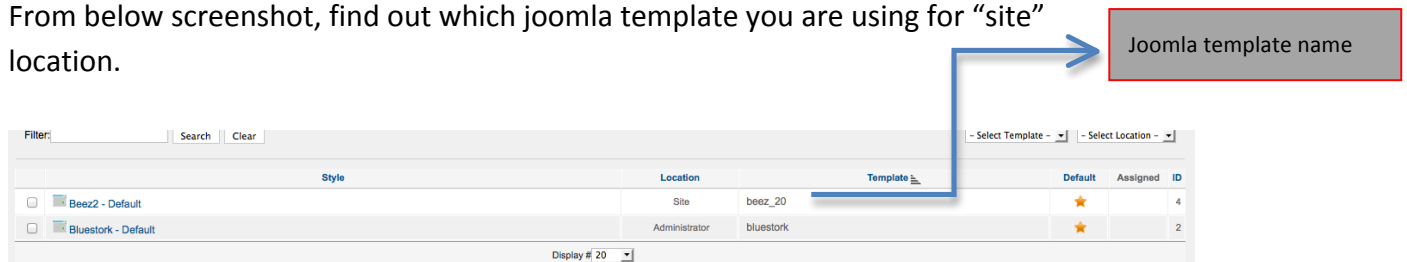 From below screenshot, find out which joomla template you are using for “site”
location.
Joomla template name
Filter: Search Clear - Select Template - - Select Location -
Style Location Template Default Assigned ID
Beez2 - Default Site beez_20 4
Bluestork - Default Administrator bluestork 2
Display # 20